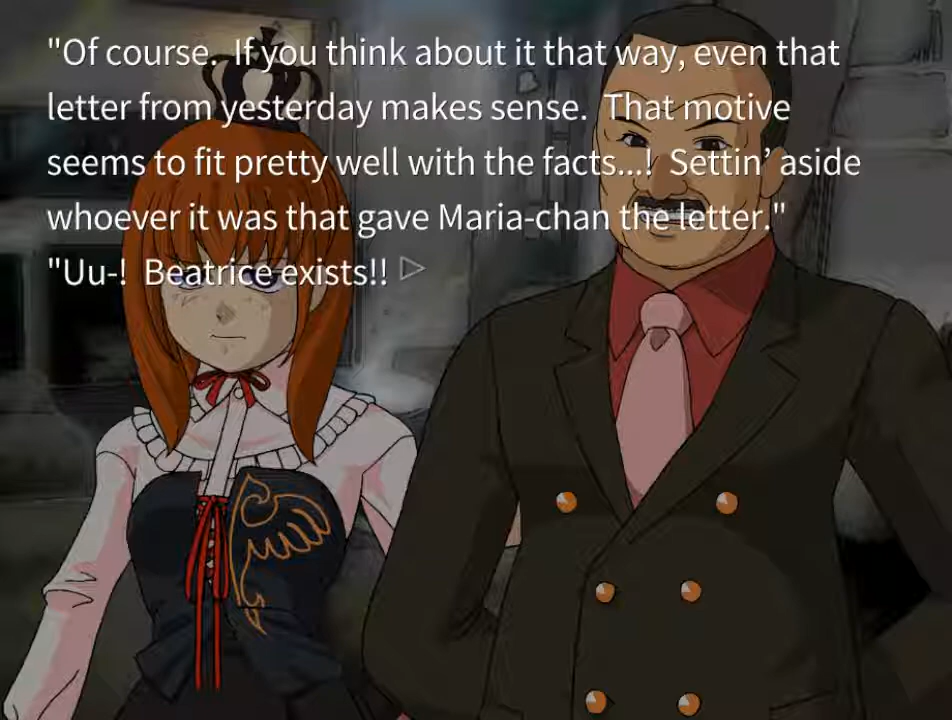 "Of course.  If you think about it that way, even that
letter from yesterday makes sense.  That motive
seems to fit pretty well with the facts...!  Settin’ aside
whoever it was that gave Maria-chan the letter."
"Uu-!  Beatrice exists!!